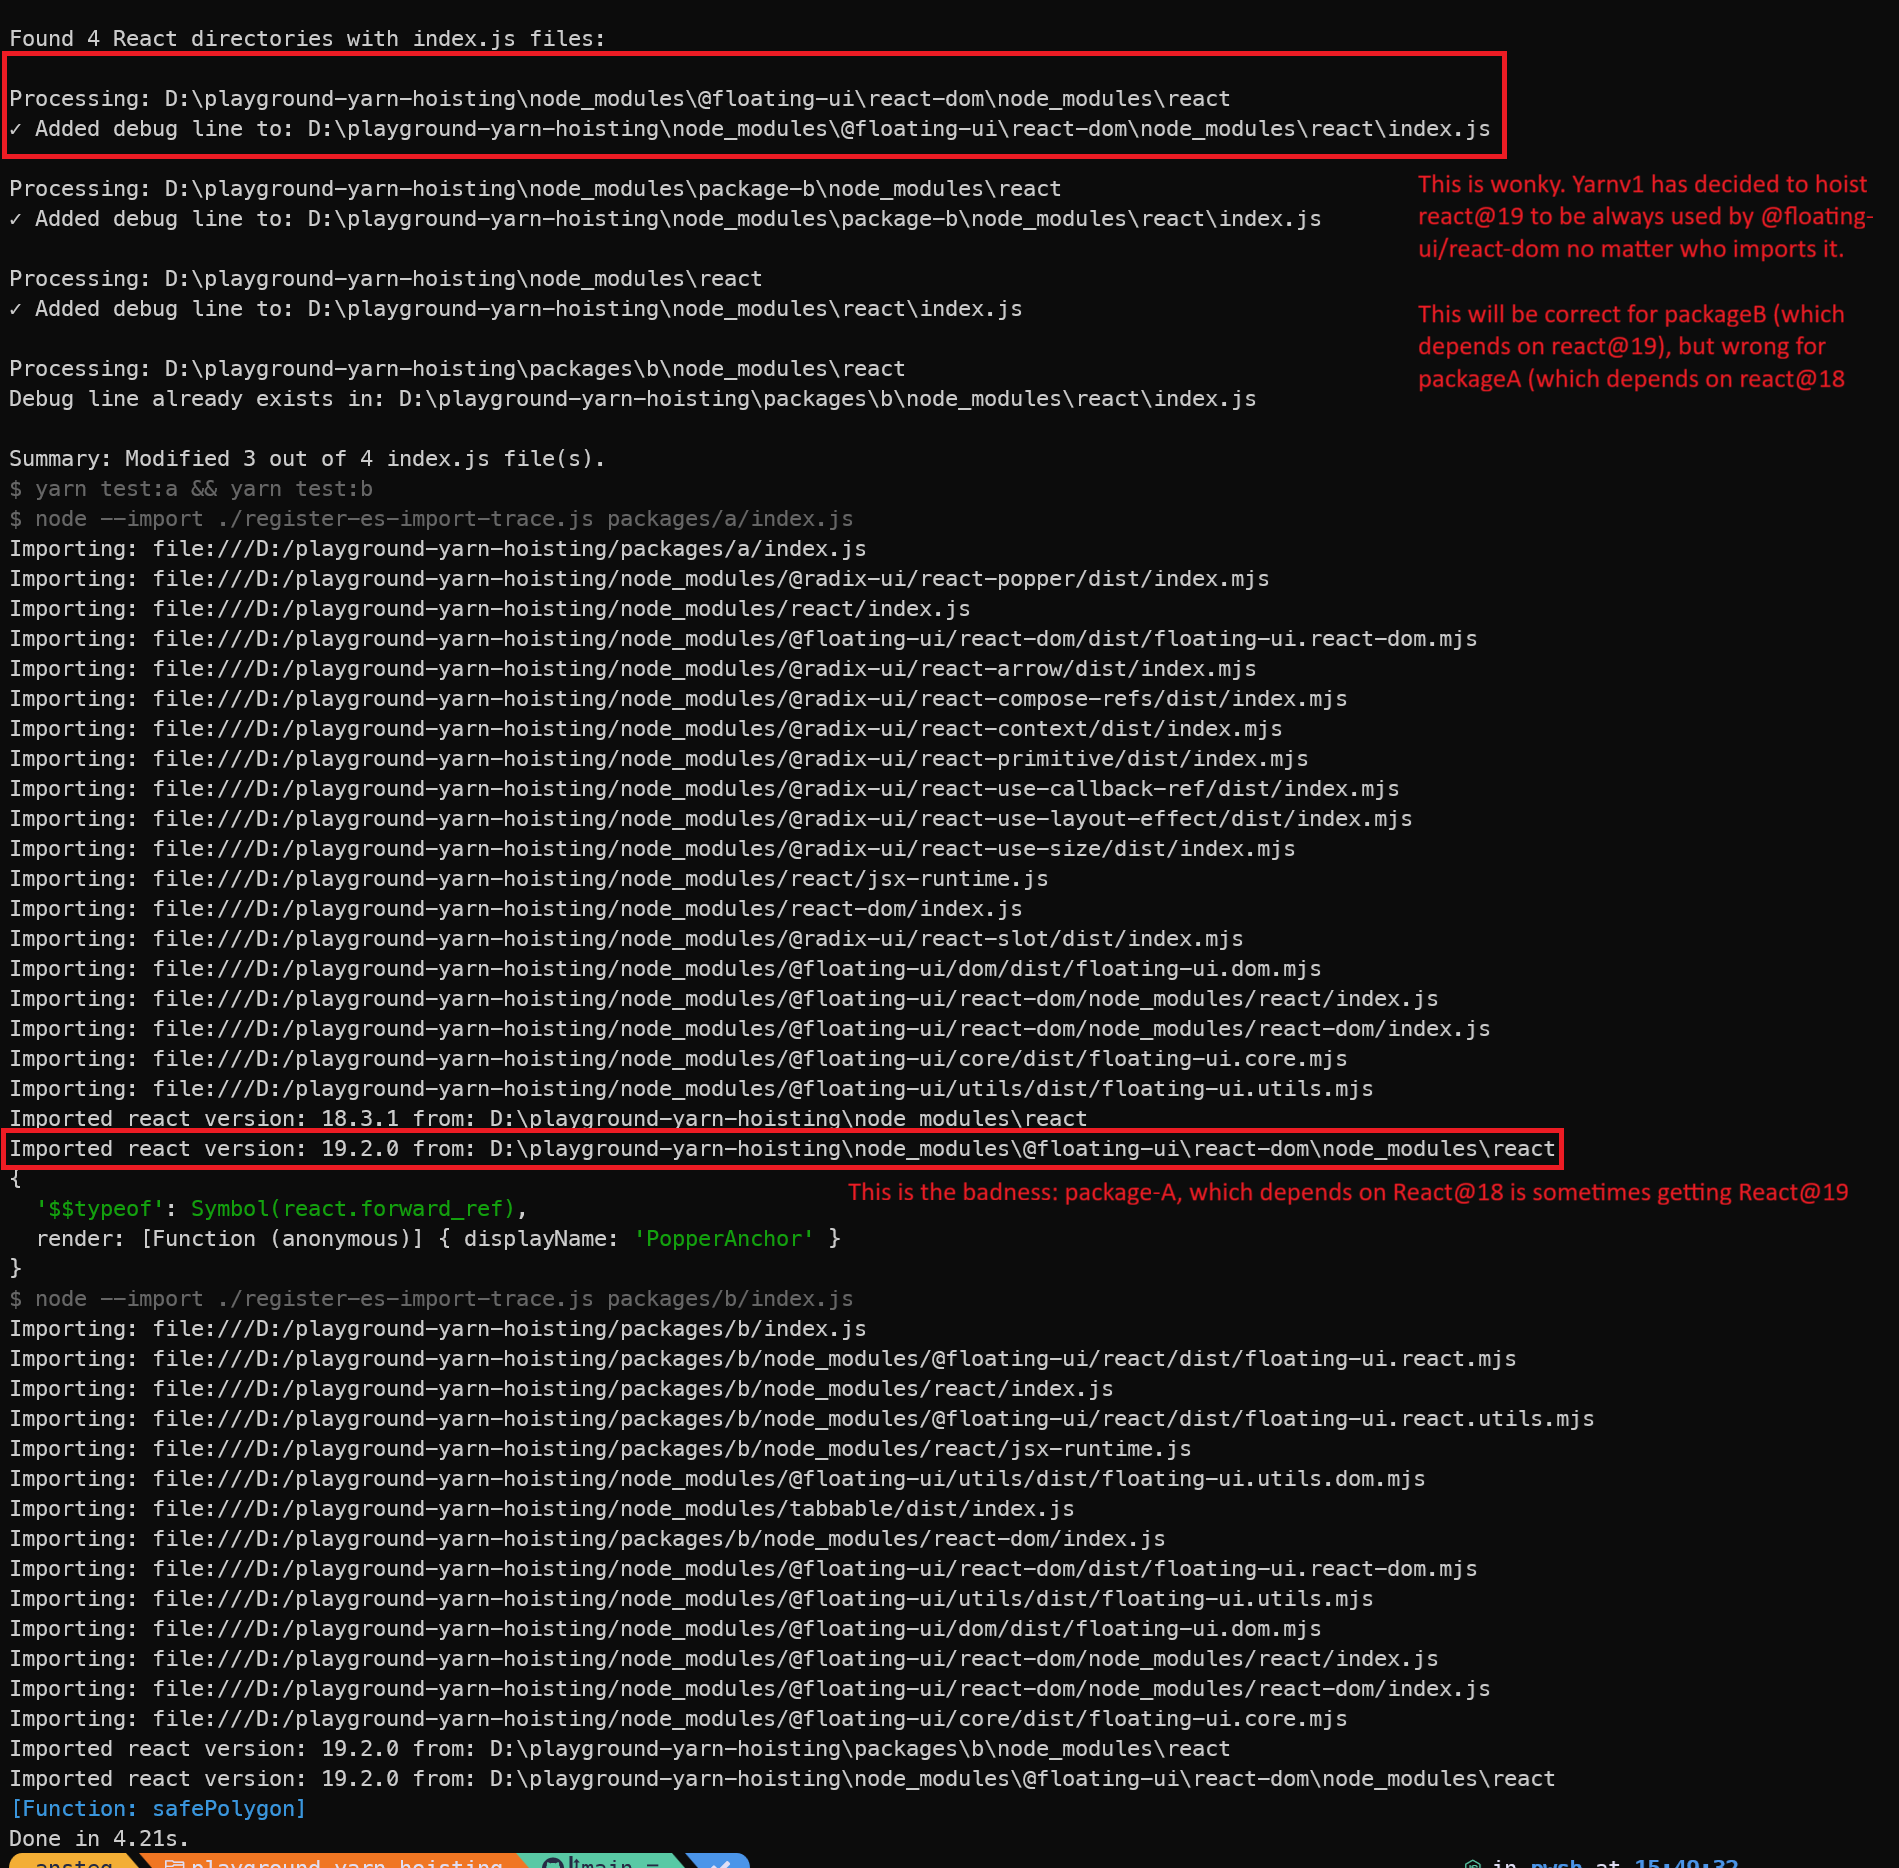 Found 4 React directories with index.js files:
Processing: D:\playground-yarn-hoisting\node_modules\@floating-ui\react-dom\node_modules\react
✓ Added debug line to: D:\playground-yarn-hoisting\node_modules\@floating-ui\react-dom\node_modules\react\index.js
Processing: D:\playground-yarn-hoisting\node_modules\package-b\node_modules\react
✓ Added debug line to: D:\playground-yarn-hoisting\node_modules\package-b\node_modules\react\index.js
This is wonky. Yarnv1 has decided to hoist
react@19 to be always used by @floating-
ui/react-dom no matter who imports it.
This will be correct for packageB (which
depends on react@19), but wrong for
packageA (which depends on react@18
Processing: D:\playground-yarn-hoisting\node_modules\react
✓ Added debug line to: D:\playground-yarn-hoisting\node_modules\react\index.js
Processing: D:\playground-yarn-hoisting\packages\b\node_modules\react
Debug line already exists in: D:\playground-yarn-hoisting\packages\b\node_modules\react\index.js
Summary: Modified 3 out of 4 index.js file(s).
$ yarn test:a && yarn test:b
$ node --import ./register-es-import-trace.js packages/a/index.js
Importing: file:///D:/playground-yarn-hoisting/packages/a/index.js
Importing: file:///D:/playground-yarn-hoisting/node_modules/@radix-ui/react-popper/dist/index.mjs
Importing: file:///D:/playground-yarn-hoisting/node_modules/react/index.js
Importing: file:///D:/playground-yarn-hoisting/node_modules/@floating-ui/react-dom/dist/floating-ui.react-dom.mjs
Importing: file:///D:/playground-yarn-hoisting/node_modules/@radix-ui/react-arrow/dist/index.mjs
Importing: file:///D:/playground-yarn-hoisting/node_modules/@radix-ui/react-compose-refs/dist/index.mjs
Importing: file:///D:/playground-yarn-hoisting/node_modules/@radix-ui/react-context/dist/index.mjs
Importing: file:///D:/playground-yarn-hoisting/node_modules/@radix-ui/react-primitive/dist/index.mjs
Importing: file:///D:/playground-yarn-hoisting/node_modules/@radix-ui/react-use-callback-ref/dist/index.mjs
Importing: file:///D:/playground-yarn-hoisting/node_modules/@radix-ui/react-use-layout-effect/dist/index.mjs
Importing: file:///D:/playground-yarn-hoisting/node_modules/@radix-ui/react-use-size/dist/index.mjs
Importing: file:///D:/playground-yarn-hoisting/node_modules/react/jsx-runtime.js
Importing: file:///D:/playground-yarn-hoisting/node_modules/react-dom/index.js
Importing: file:///D:/playground-yarn-hoisting/node_modules/@radix-ui/react-slot/dist/index.mjs
Importing: file:///D:/playground-yarn-hoisting/node_modules/@floating-ui/dom/dist/floating-ui.dom.mjs
Importing: file:///D:/playground-yarn-hoisting/node_modules/@floating-ui/react-dom/node_modules/react/index.js
Importing: file:///D:/playground-yarn-hoisting/node_modules/@floating-ui/react-dom/node_modules/react-dom/index.js
Importing: file:///D:/playground-yarn-hoisting/node_modules/@floating-ui/core/dist/floating-ui.core.mjs
Importing: file:///D:/playground-yarn-hoisting/node_modules/@floating-ui/utils/dist/floating-ui.utils.mjs
Imported react version: 18.3.1 from: D:\playground-yarn-hoisting\node_modules\react
Imported react version: 19.2.0 from: D:\playground-yarn-hoisting\node_modules\@floating-ui\react-dom\node_modules\react
{
This is the badness: package-A, which depends on React@18 is sometimes getting React@19
'$$typeof': Symbol(react.forward_ref),
render: [Function (anonymous)] { displayName: 'PopperAnchor' }
}
$ node --import ./register-es-import-trace.js packages/b/index.js
Importing: file:///D:/playground-yarn-hoisting/packages/b/index.js
Importing: file:///D:/playground-yarn-hoisting/packages/b/node_modules/@floating-ui/react/dist/floating-ui.react.mjs
Importing: file:///D:/playground-yarn-hoisting/packages/b/node_modules/react/index.js
Importing: file:///D:/playground-yarn-hoisting/packages/b/node_modules/@floating-ui/react/dist/floating-ui.react.utils.mjs
Importing: file:///D:/playground-yarn-hoisting/packages/b/node_modules/react/jsx-runtime.js
Importing: file:///D:/playground-yarn-hoisting/node_modules/@floating-ui/utils/dist/floating-ui.utils.dom.mjs
Importing: file:///D:/playground-yarn-hoisting/node_modules/tabbable/dist/index.js
Importing: file:///D:/playground-yarn-hoisting/packages/b/node_modules/react-dom/index.js
Importing: file:///D:/playground-yarn-hoisting/node_modules/@floating-ui/react-dom/dist/floating-ui.react-dom.mjs
Importing: file:///D:/playground-yarn-hoisting/node_modules/@floating-ui/utils/dist/floating-ui.utils.mjs
Importing: file:///D:/playground-yarn-hoisting/node_modules/@floating-ui/dom/dist/floating-ui.dom.mjs
Importing: file:///D:/playground-yarn-hoisting/node_modules/@floating-ui/react-dom/node_modules/react/index.js
Importing: file:///D:/playground-yarn-hoisting/node_modules/@floating-ui/react-dom/node_modules/react-dom/index.js
Importing: file:///D:/playground-yarn-hoisting/node_modules/@floating-ui/core/dist/floating-ui.core.mjs
Imported react version: 19.2.0 from: D:\playground-yarn-hoisting\packages\b\node_modules\react
Imported react version: 19.2.0 from: D:\playground-yarn-hoisting\node_modules\@floating-ui\react-dom\node_modules\react
[Function: safePolygon]
Done in 4.21s.
playground-yarn-hoisting main = in pwsh at 15:49:32